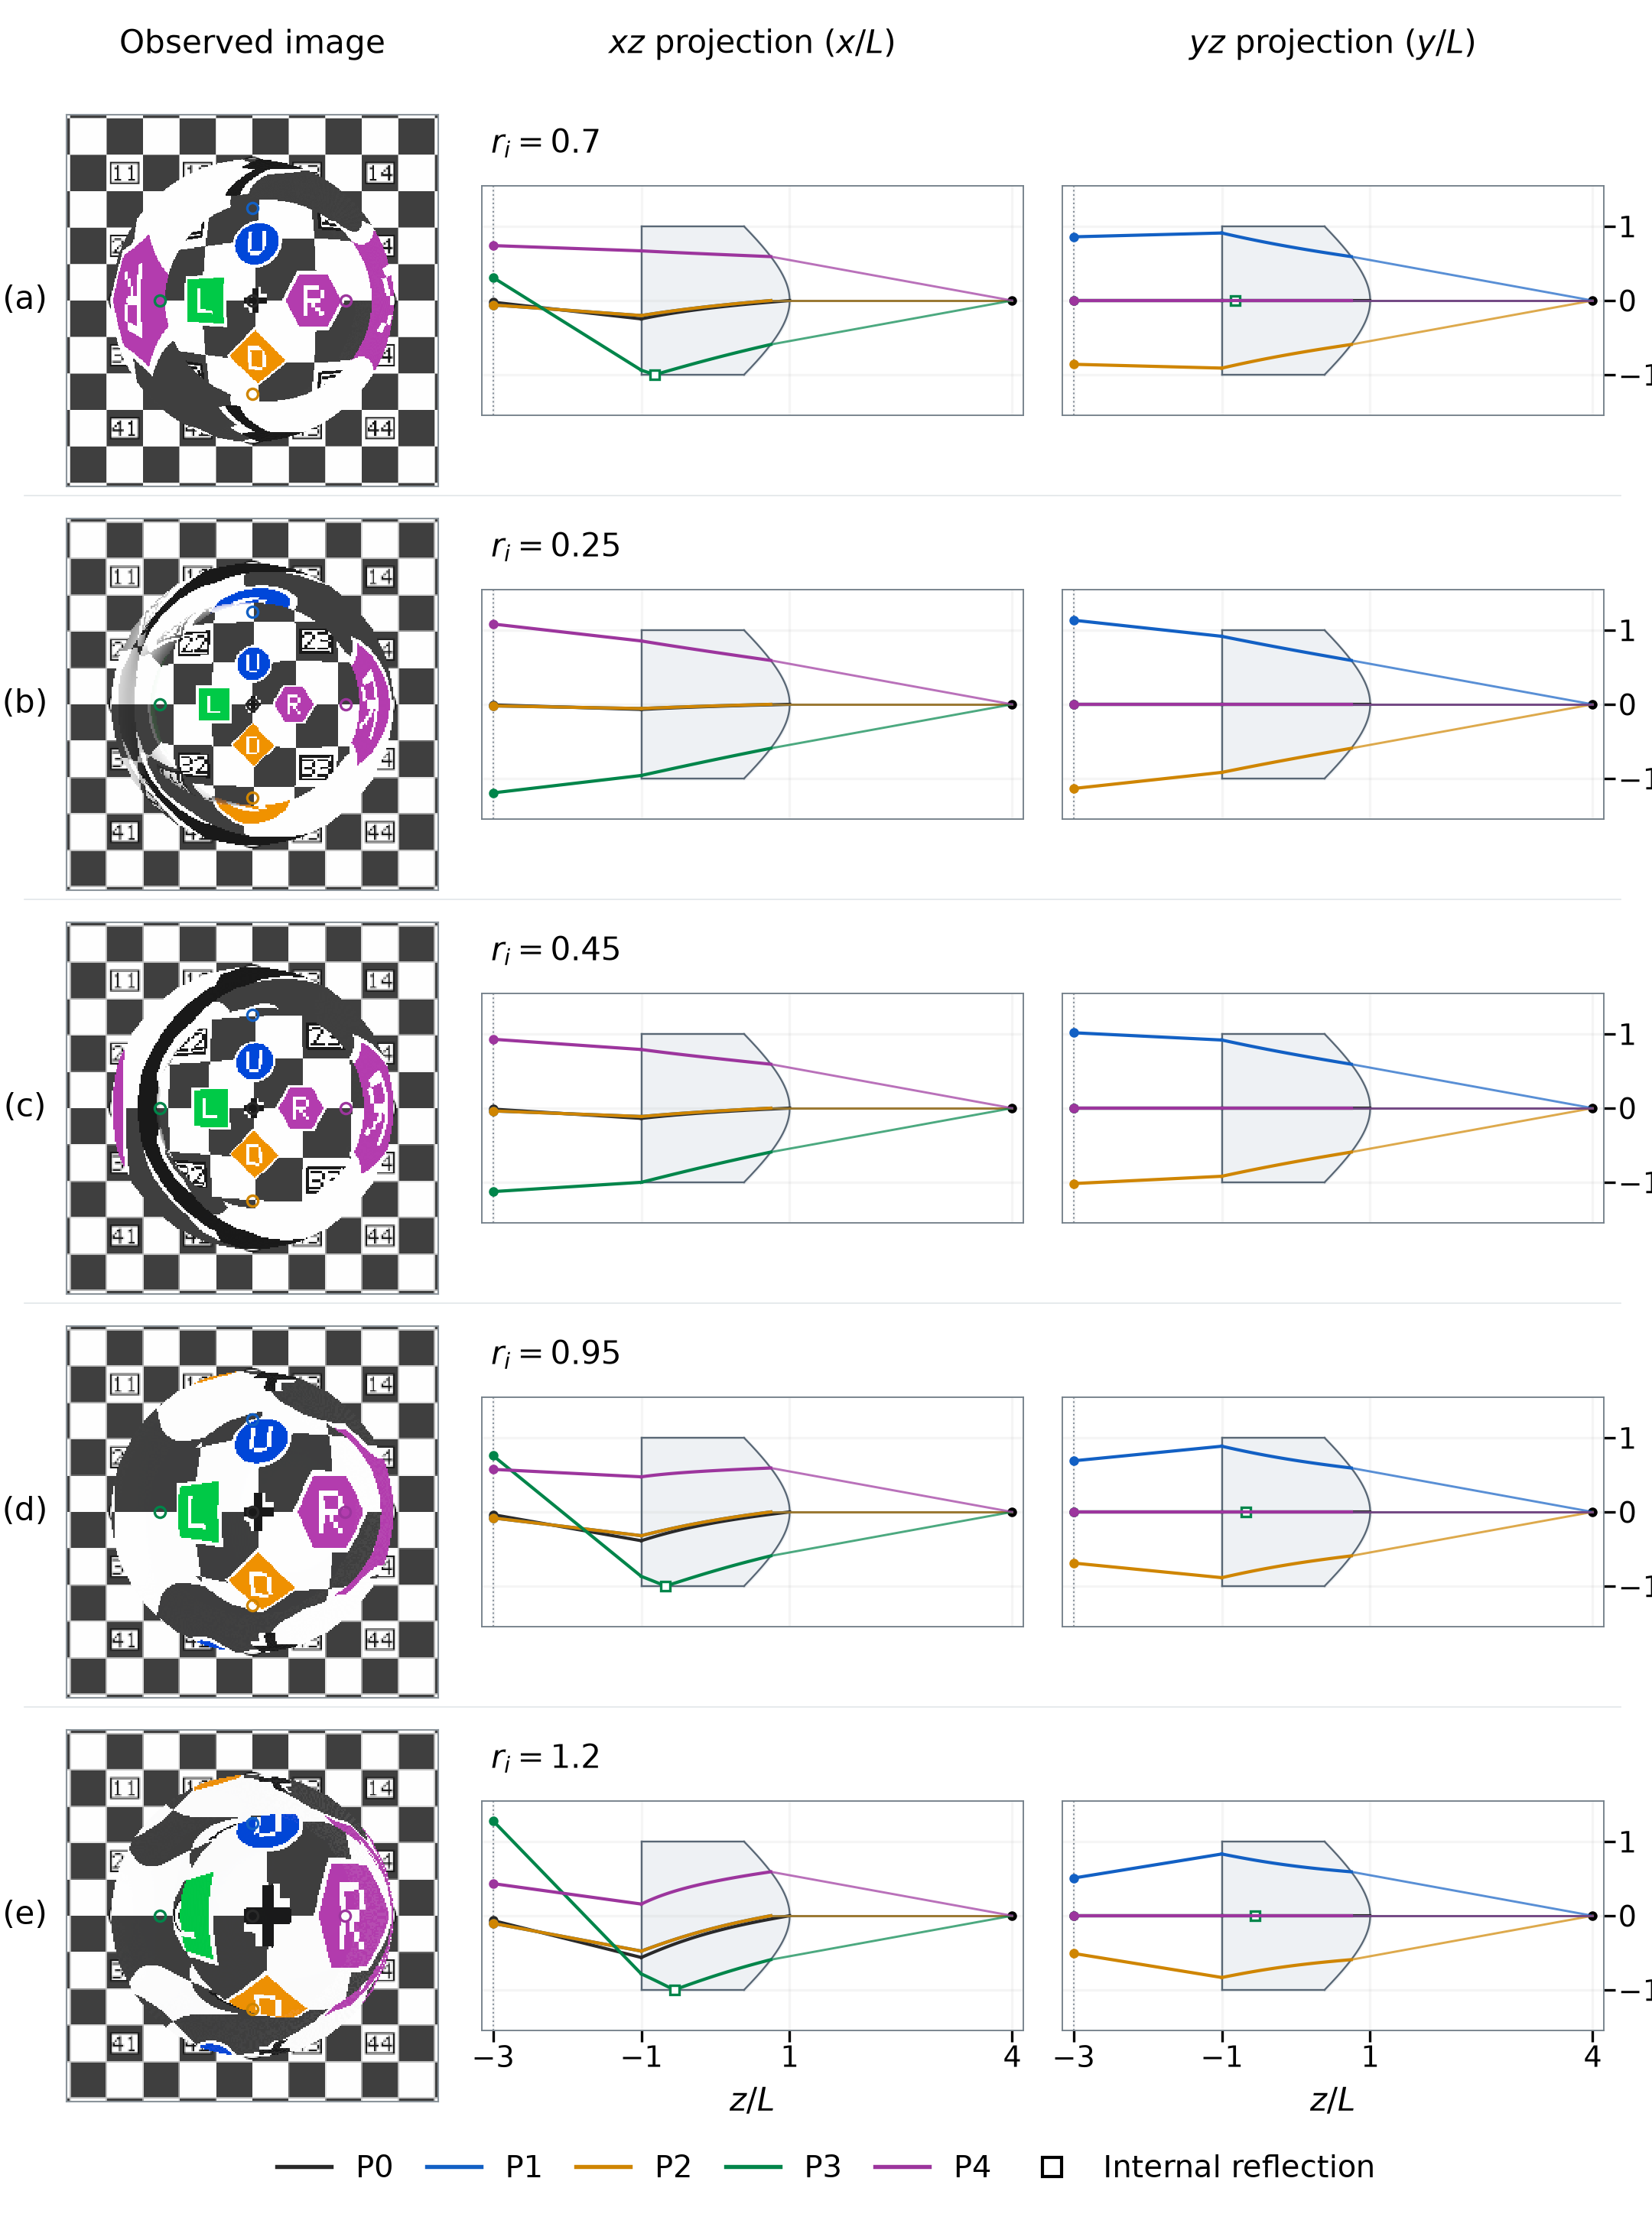 Observed image
xz projection (x/L)
yz projection (y/L)
(a)
r_i = 0.7
11
14
U
L
R
R
D
41
44
1
0
−1
(b)
r_i = 0.25
11
14
22
23
U
L
R
D
32
33
41
44
1
0
−1
(c)
r_i = 0.45
11
14
U
L
R
D
41
44
1
0
−1
(d)
r_i = 0.95
11
14
U
L
R
D
41
44
1
0
−1
(e)
r_i = 1.2
11
14
R
41
44
1
0
−1
−3
−1
1
4
−3
−1
1
4
z/L
z/L
P0
P1
P2
P3
P4
Internal reflection